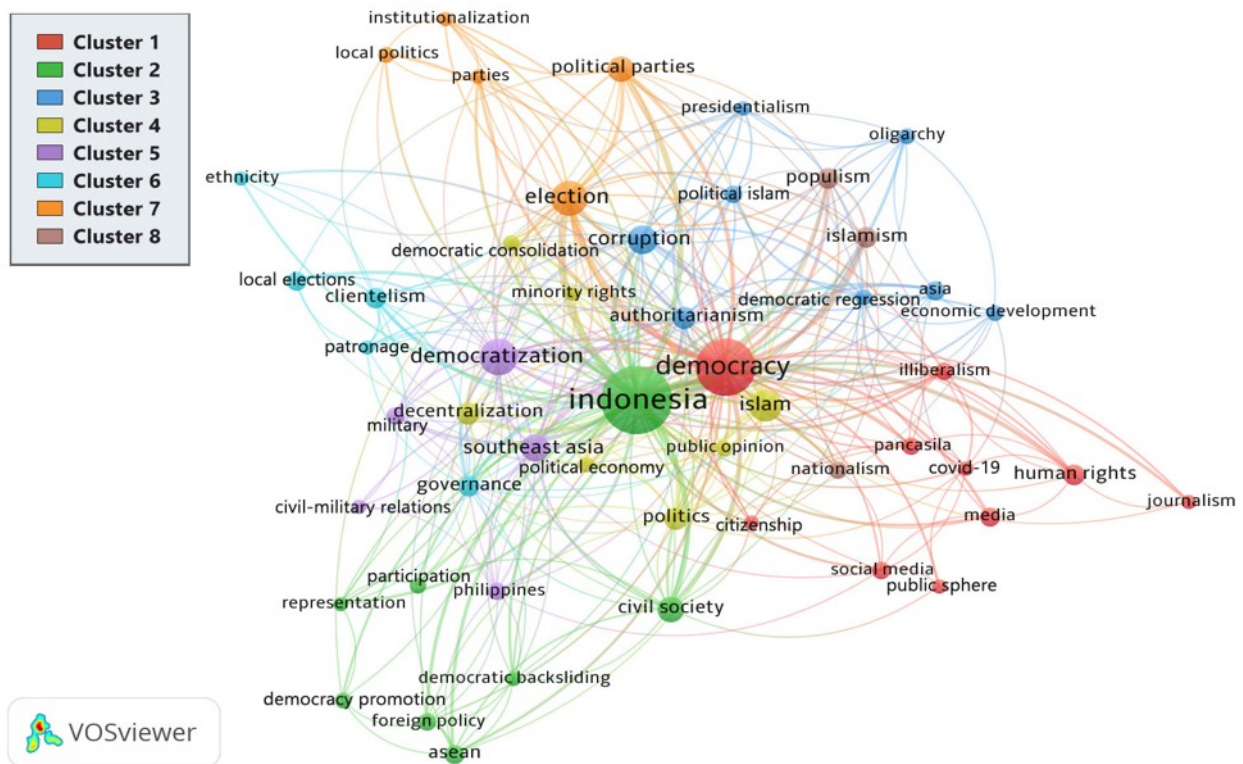 Cluster 1
Cluster 2
Cluster 3
Cluster 4
Cluster 5
Cluster 6
Cluster 7
Cluster 8
institutionalization
local politics
parties
political parties
presidentialism
oligarchy
ethnicity
populism
political islam
election
corruption
islamism
democratic consolidation
local elections
clientelism
minority rights
democratic regression
asia
authoritarianism
economic development
patronage
democratization
democracy
illiberalism
indonesia
islam
decentralization
military
southeast asia
public opinion
pancasila
political economy
nationalism
covid-19
human rights
governance
civil-military relations
journalism
politics
citizenship
media
participation
social media
representation
philippines
public sphere
civil society
democratic backsliding
democracy promotion
foreign policy
asean
VOSviewer